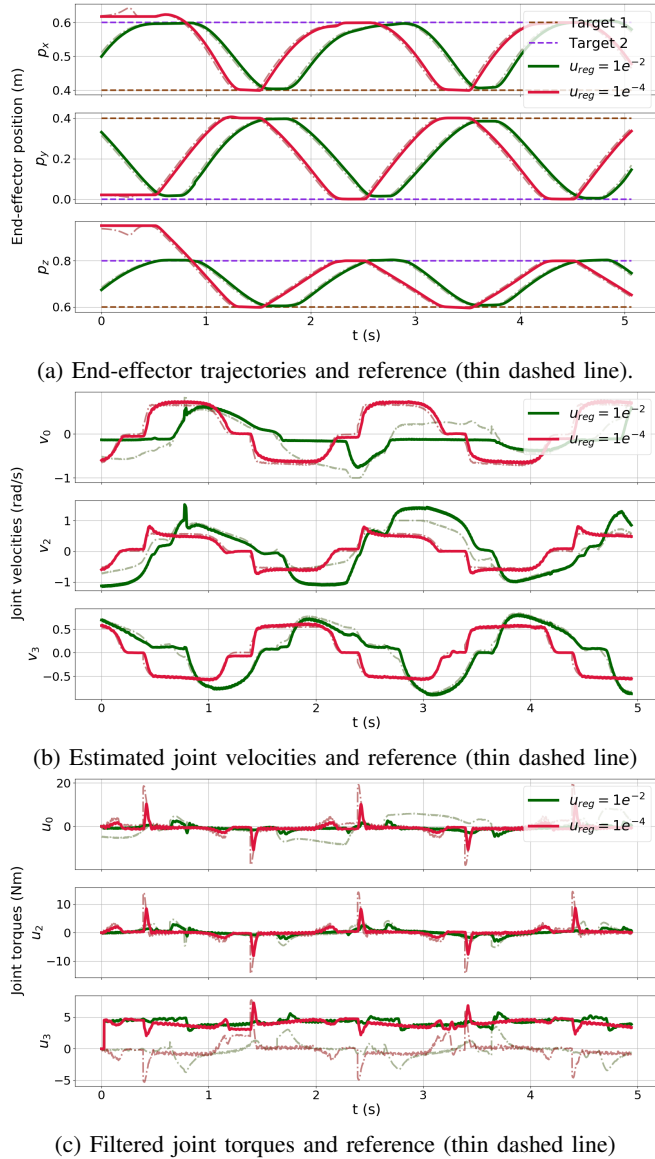 End-effector position (m)
p_x
0.6
0.5
0.4
Target 1
Target 2
u_reg = 1e^-2
u_reg = 1e^-4
p_y
0.4
0.2
0.0
p_z
0.8
0.6
0 1 2 3 4 5
t (s)
(a) End-effector trajectories and reference (thin dashed line).
Joint velocities (rad/s)
v_0
0
−1
u_reg = 1e^-2
u_reg = 1e^-4
v_2
1
0
−1
v_3
0.5
0.0
−0.5
0 1 2 3 4 5
t (s)
(b) Estimated joint velocities and reference (thin dashed line)
Joint torques (Nm)
u_0
20
0
u_reg = 1e^-2
u_reg = 1e^-4
u_2
10
0
−10
u_3
5
0
−5
0 1 2 3 4 5
t (s)
(c) Filtered joint torques and reference (thin dashed line)